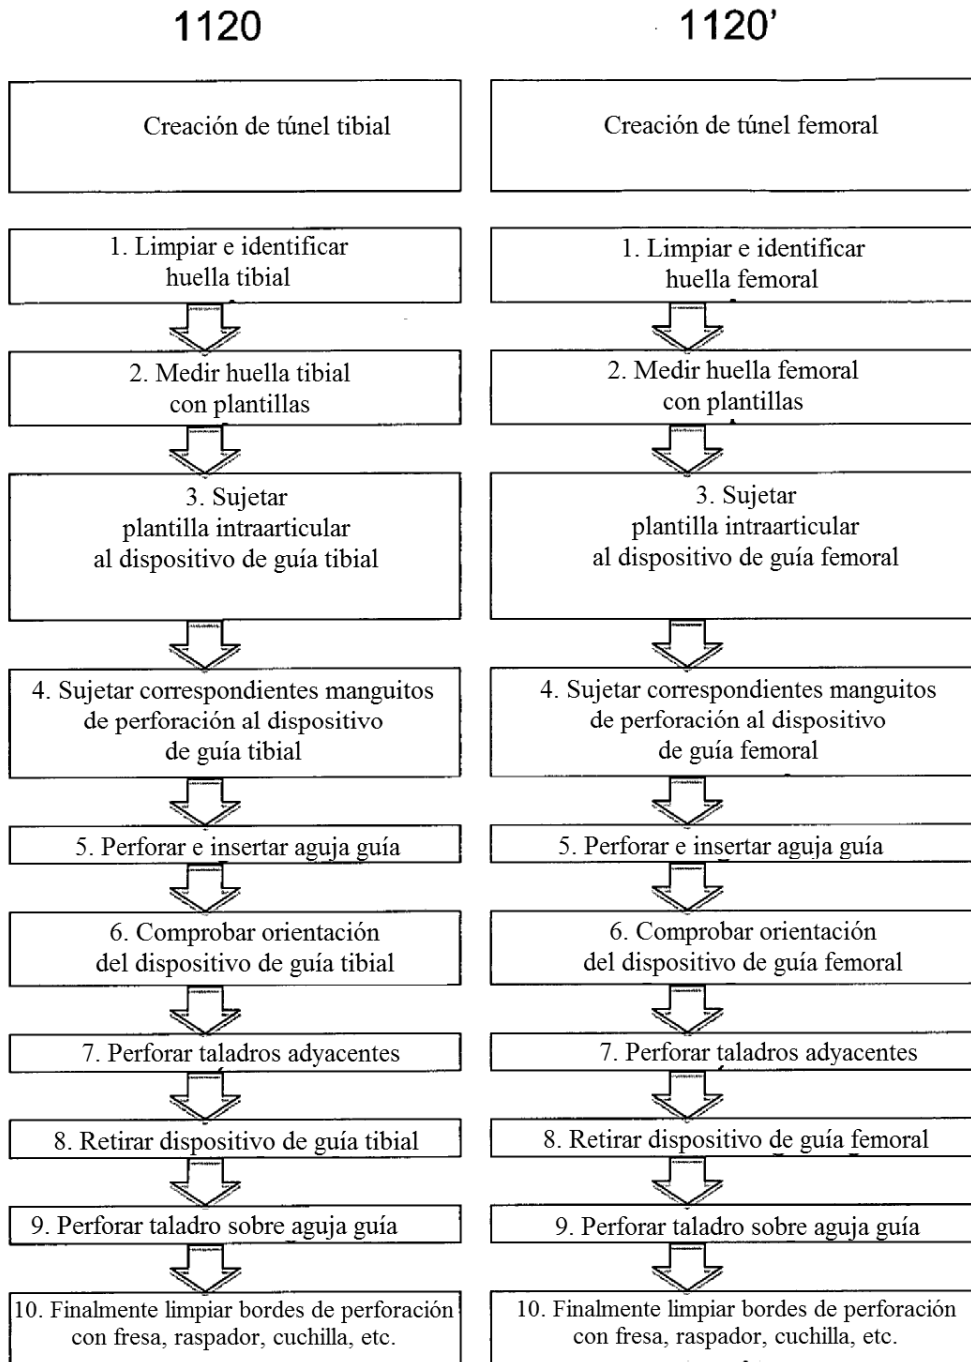 1120
Creación de túnel tibial
1. Limpiar e identificar
huella tibial
2. Medir huella tibial
con plantillas
3. Sujetar
plantilla intraarticular
al dispositivo de guía tibial
4. Sujetar correspondientes manguitos
de perforación al dispositivo
de guía tibial
5. Perforar e insertar aguja guía
6. Comprobar orientación
del dispositivo de guía tibial
7. Perforar taladros adyacentes
8. Retirar dispositivo de guía tibial
9. Perforar taladro sobre aguja guía
10. Finalmente limpiar bordes de perforación
con fresa, raspador, cuchilla, etc.
1120’
Creación de túnel femoral
1. Limpiar e identificar
huella femoral
2. Medir huella femoral
con plantillas
3. Sujetar
plantilla intraarticular
al dispositivo de guía femoral
4. Sujetar correspondientes manguitos
de perforación al dispositivo
de guía femoral
5. Perforar e insertar aguja guía
6. Comprobar orientación
del dispositivo de guía femoral
7. Perforar taladros adyacentes
8. Retirar dispositivo de guía femoral
9. Perforar taladro sobre aguja guía
10. Finalmente limpiar bordes de perforación
con fresa, raspador, cuchilla, etc.